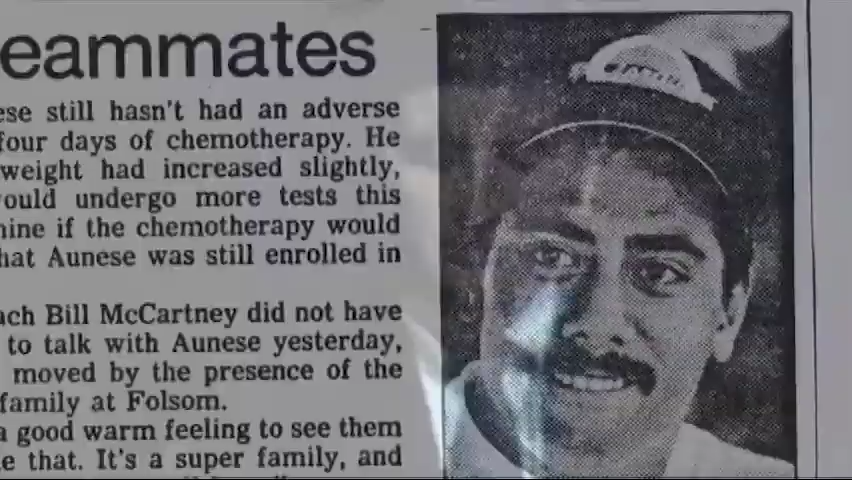 eammates
ese still hasn't had an adverse
four days of chemotherapy. He
weight had increased slightly,
ould undergo more tests this
nine if the chemotherapy would
hat Aunese was still enrolled in
ach Bill McCartney did not have
to talk with Aunese yesterday,
moved by the presence of the
family at Folsom.
a good warm feeling to see them
e that. It's a super family, and